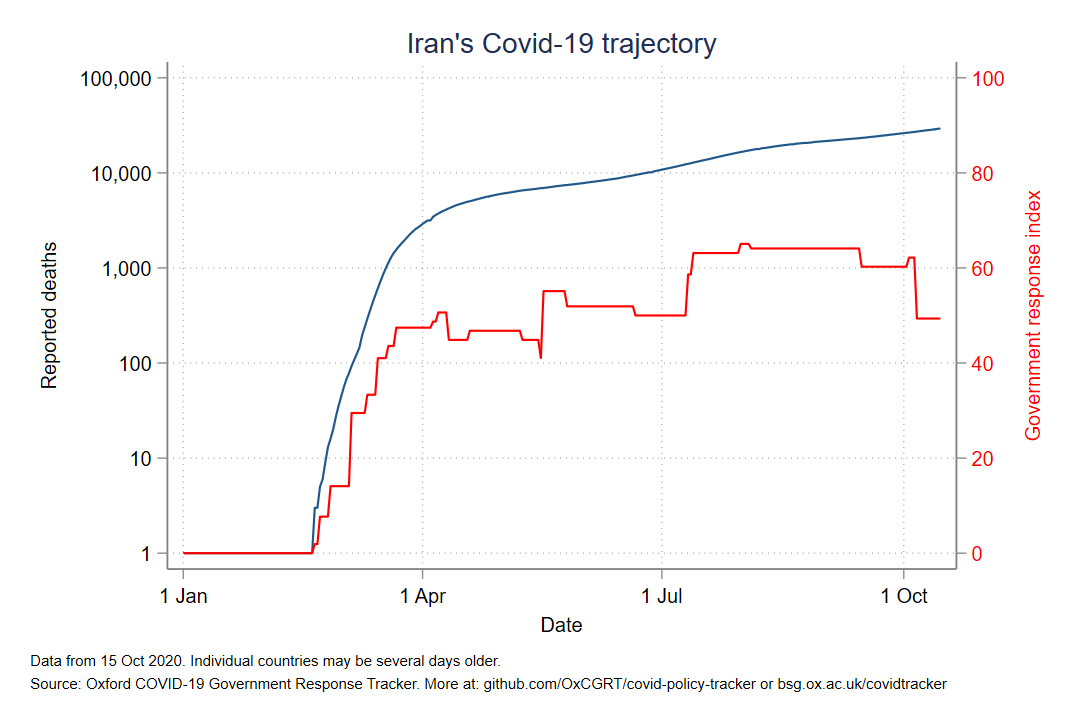 Iran's Covid-19 trajectory
100,000
10,000
1,000
100
10
1
Reported deaths
100
80
60
40
20
0
Government response index
1 Jan
1 Apr
1 Jul
1 Oct
Date
Data from 15 Oct 2020. Individual countries may be several days older.
Source: Oxford COVID-19 Government Response Tracker. More at: github.com/OxCGRT/covid-policy-tracker or bsg.ox.ac.uk/covidtracker